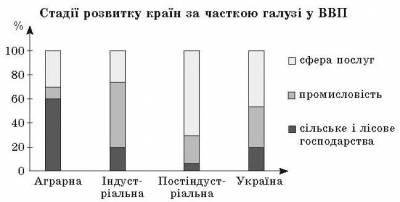 Стадії розвитку країн за часткою галузі у ВВП
%
100
80
60
40
20
0
Аграрна
Індуст-
ріальна
Постіндуст-
ріальна
Україна
сфера послуг
промисловість
сільське і лісове
господарства